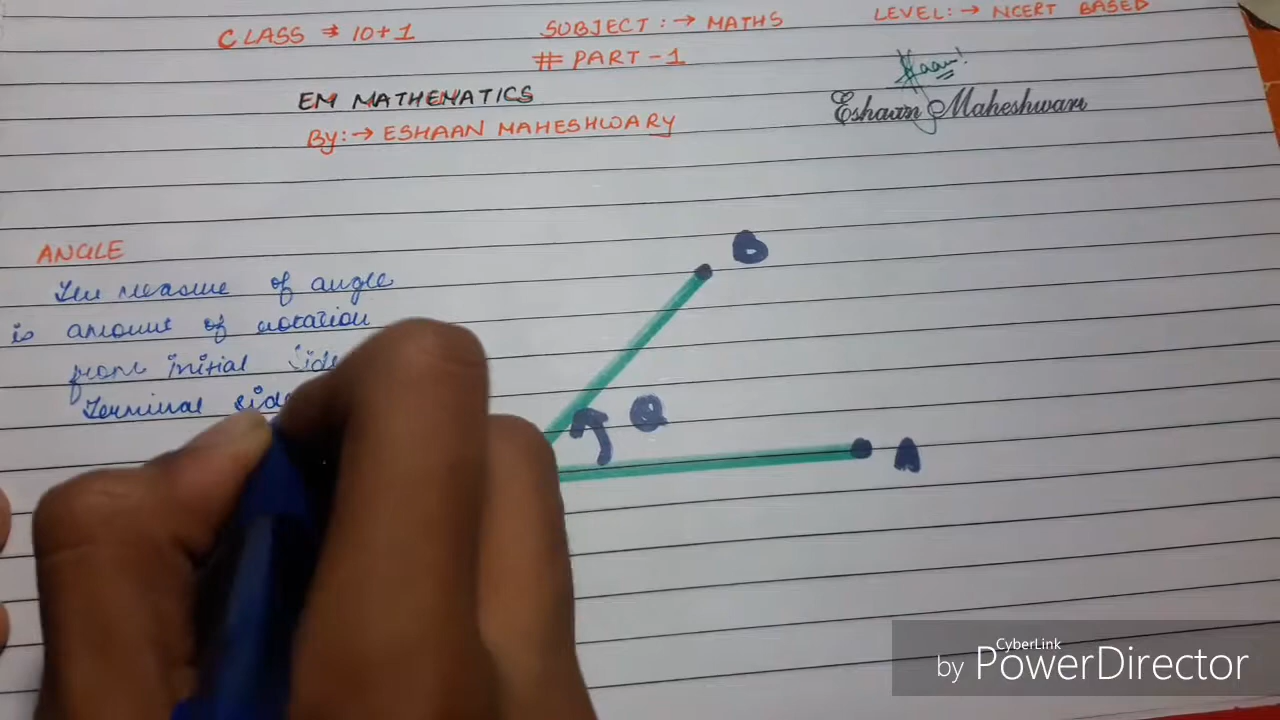 CLASS → 10+1
SUBJECT :→ MATHS
LEVEL: → NCERT BASED
# PART -1
EM MATHEMATICS
By:→ ESHAAN MAHESHWARY
Eshaan Maheshwari
ANGLE
The measure of angle
is amount of rotation
from initial side
Terminal side
B
θ
A
CyberLink
by PowerDirector